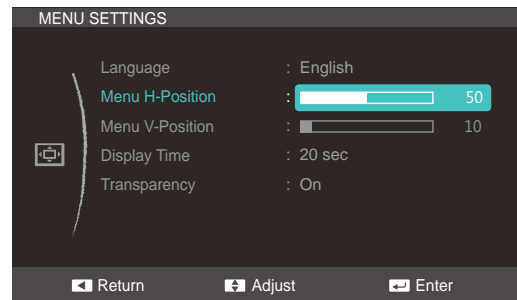 MENU SETTINGS
Language : English
Menu H-Position : 50
Menu V-Position : 10
Display Time : 20 sec
Transparency : On
Return Adjust Enter